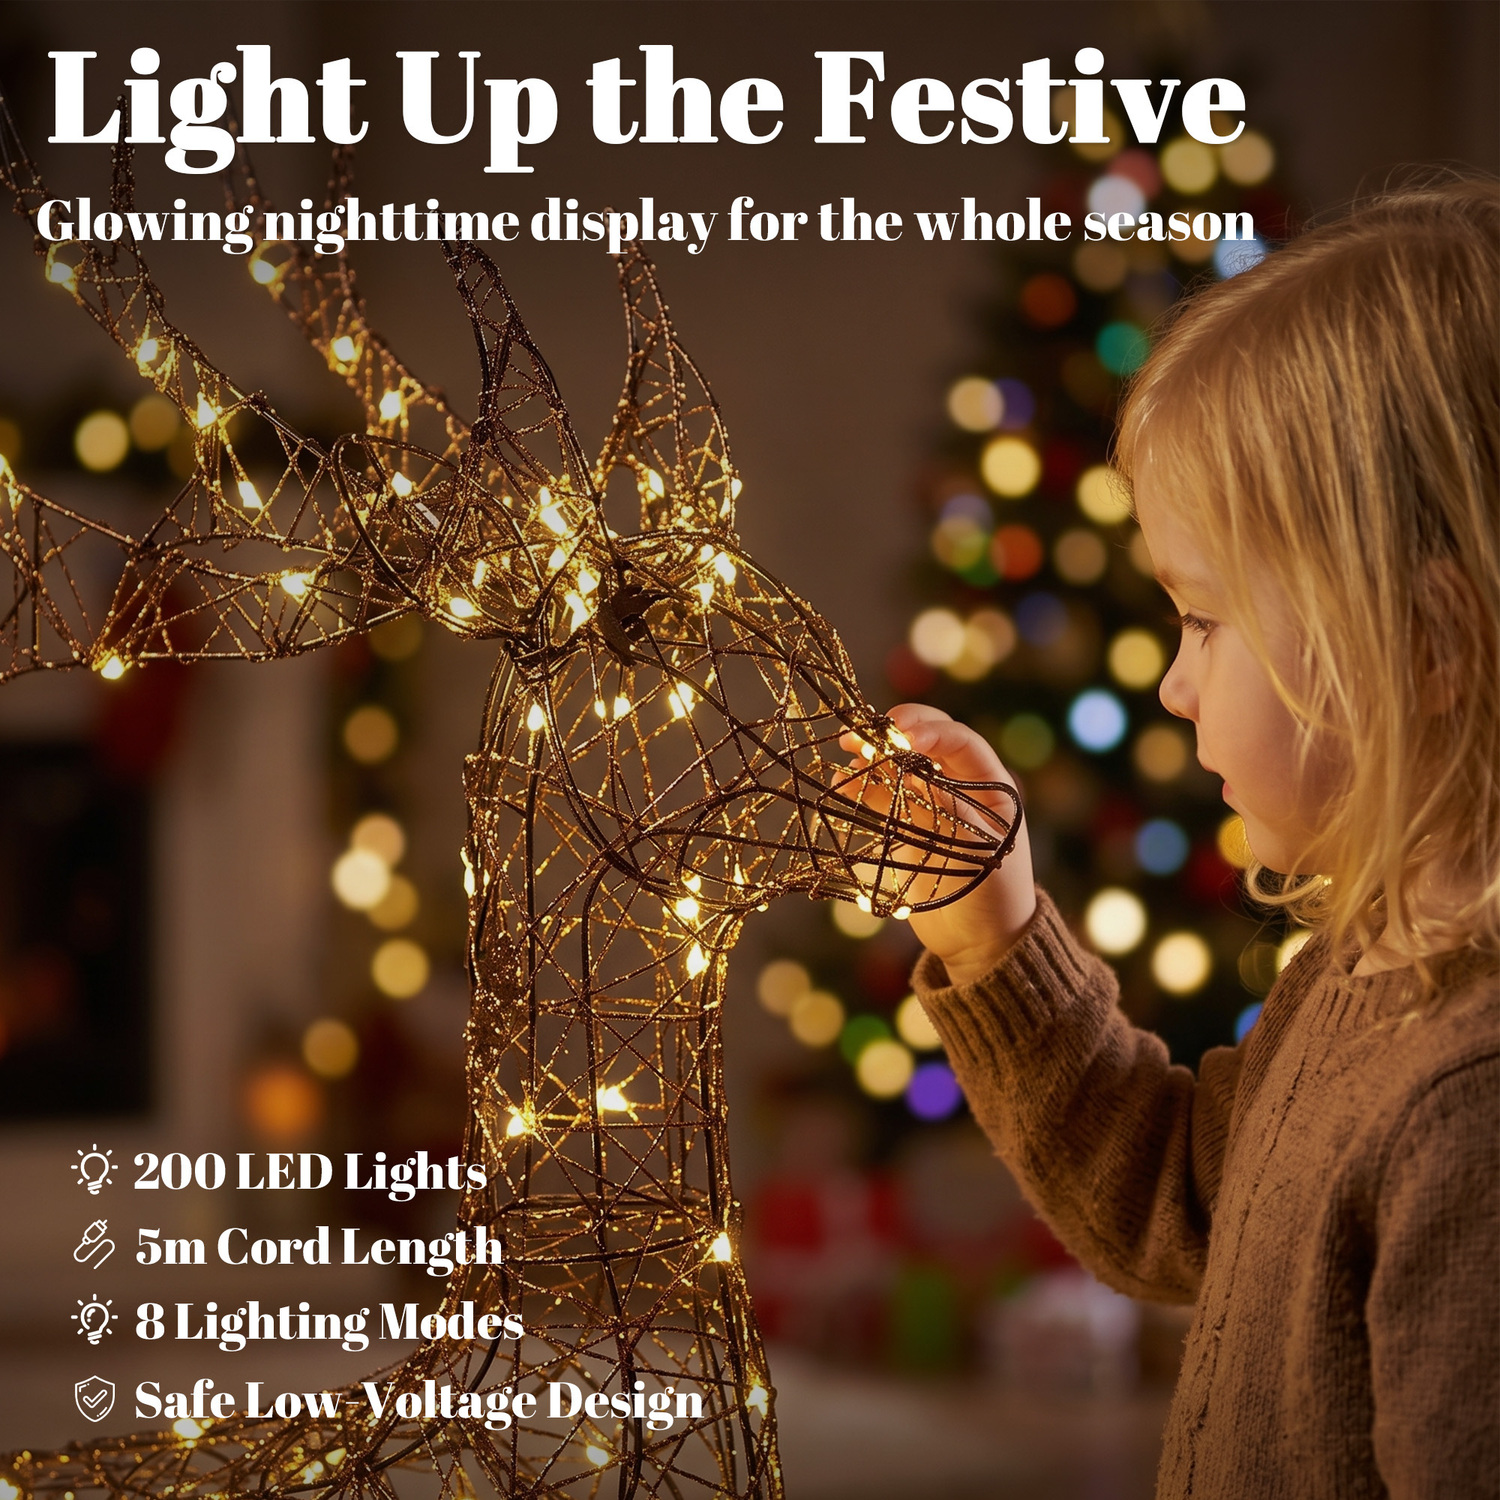 Light Up the Festive
Glowing nighttime display for the whole season
200 LED Lights
5m Cord Length
8 Lighting Modes
Safe Low-Voltage Design